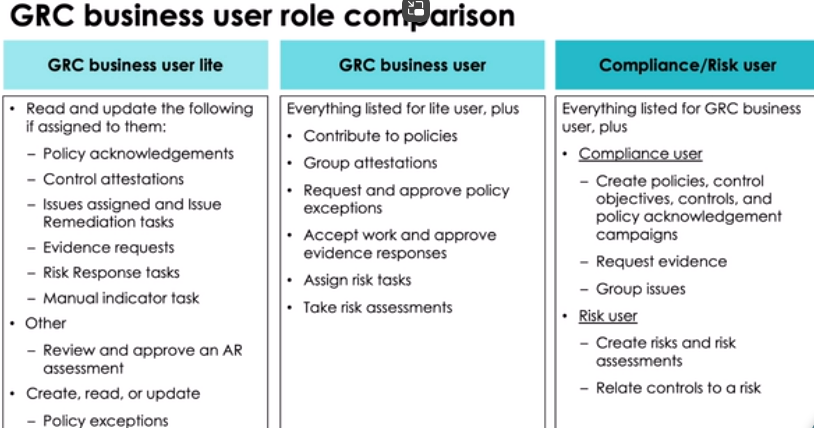 GRC business user role comparison
GRC business user lite
• Read and update the following
if assigned to them:
– Policy acknowledgements
– Control attestations
– Issues assigned and Issue
Remediation tasks
– Evidence requests
– Risk Response tasks
– Manual indicator task
• Other
– Review and approve an AR
assessment
• Create, read, or update
– Policy exceptions
GRC business user
Everything listed for lite user, plus
• Contribute to policies
• Group attestations
• Request and approve policy
exceptions
• Accept work and approve
evidence responses
• Assign risk tasks
• Take risk assessments
Compliance/Risk user
Everything listed for GRC business
user, plus
• Compliance user
– Create policies, control
objectives, controls, and
policy acknowledgement
campaigns
– Request evidence
– Group issues
• Risk user
– Create risks and risk
assessments
– Relate controls to a risk